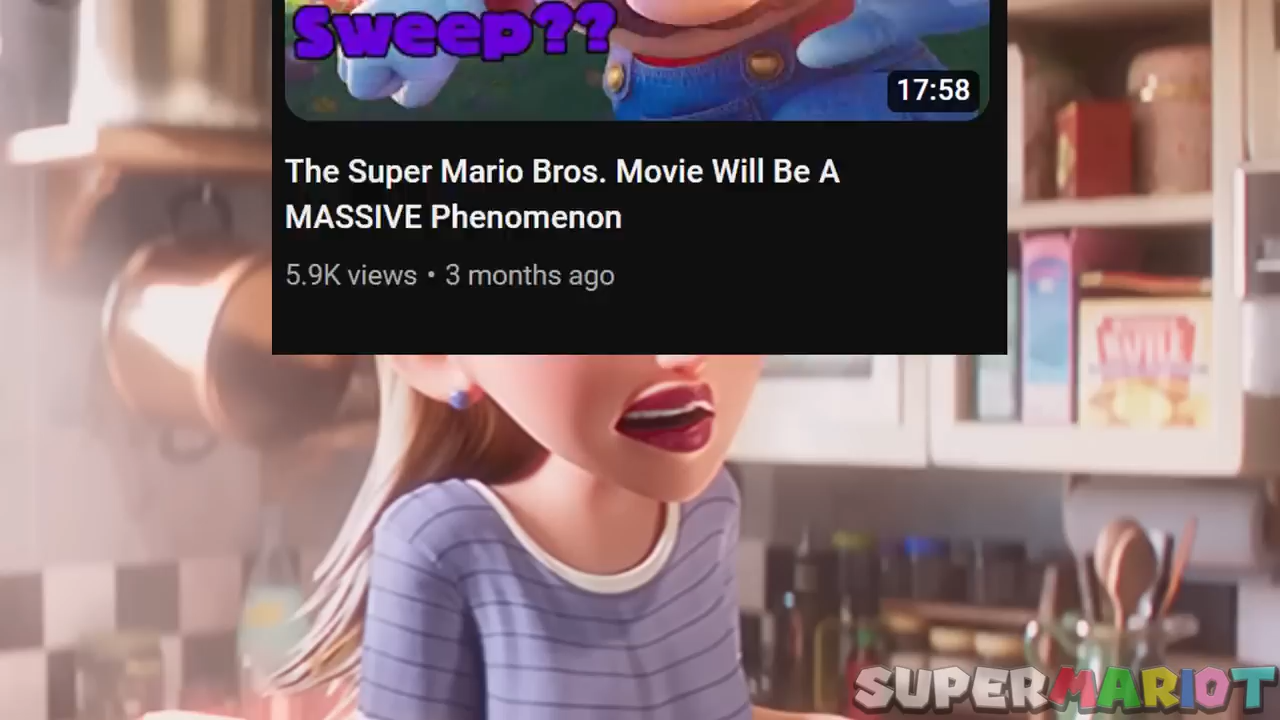 Sweep??
17:58
The Super Mario Bros. Movie Will Be A
MASSIVE Phenomenon
5.9K views • 3 months ago
SUPERMARIOT